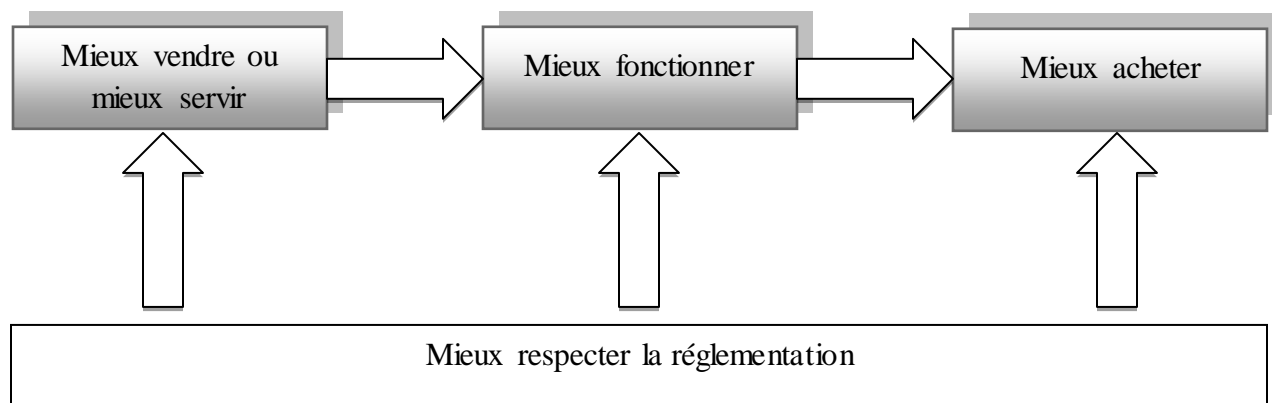 Mieux vendre ou
mieux servir
Mieux fonctionner
Mieux acheter
Mieux respecter la réglementation